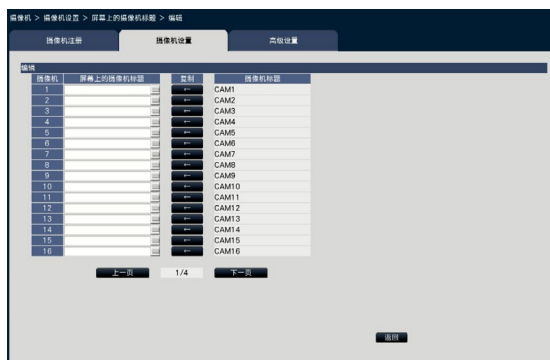 摄像机 > 摄像机设置 > 屏幕上的摄像机标题 > 编辑
摄像机注册 摄像机设置 高级设置
编辑
摄像机 屏幕上的摄像机标题 复制 摄像机标题
1 ← CAM1
2 ← CAM2
3 ← CAM3
4 ← CAM4
5 ← CAM5
6 ← CAM6
7 ← CAM7
8 ← CAM8
9 ← CAM9
10 ← CAM10
11 ← CAM11
12 ← CAM12
13 ← CAM13
14 ← CAM14
15 ← CAM15
16 ← CAM16
上一页 1/4 下一页
返回